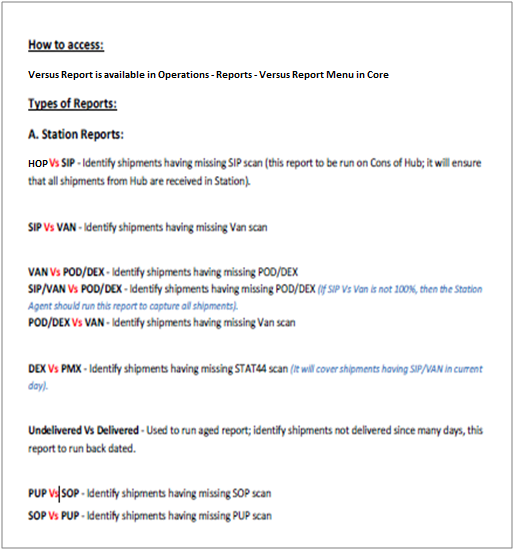 How to access:
Versus Report is available in Operations - Reports - Versus Report Menu in Core
Types of Reports:
A. Station Reports:
HOP Vs SIP - Identify shipments having missing SIP scan (this report to be run on Cons of Hub; it will ensure
that all shipments from Hub are received in Station).
SIP Vs VAN - Identify shipments having missing Van scan
VAN Vs POD/DEX - Identify shipments having missing POD/DEX
SIP/VAN Vs POD/DEX - Identify shipments having missing POD/DEX (If SIP Vs Van is not 100%, then the Station
Agent should run this report to capture all shipments).
POD/DEX Vs VAN - Identify shipments having missing Van scan
DEX Vs PMX - Identify shipments having missing STAT44 scan (It will cover shipments having SIP/VAN in current
day).
Undelivered Vs Delivered - Used to run aged report; identify shipments not delivered since many days, this
report to run back dated.
PUP Vs SOP - Identify shipments having missing SOP scan
SOP Vs PUP - Identify shipments having missing PUP scan